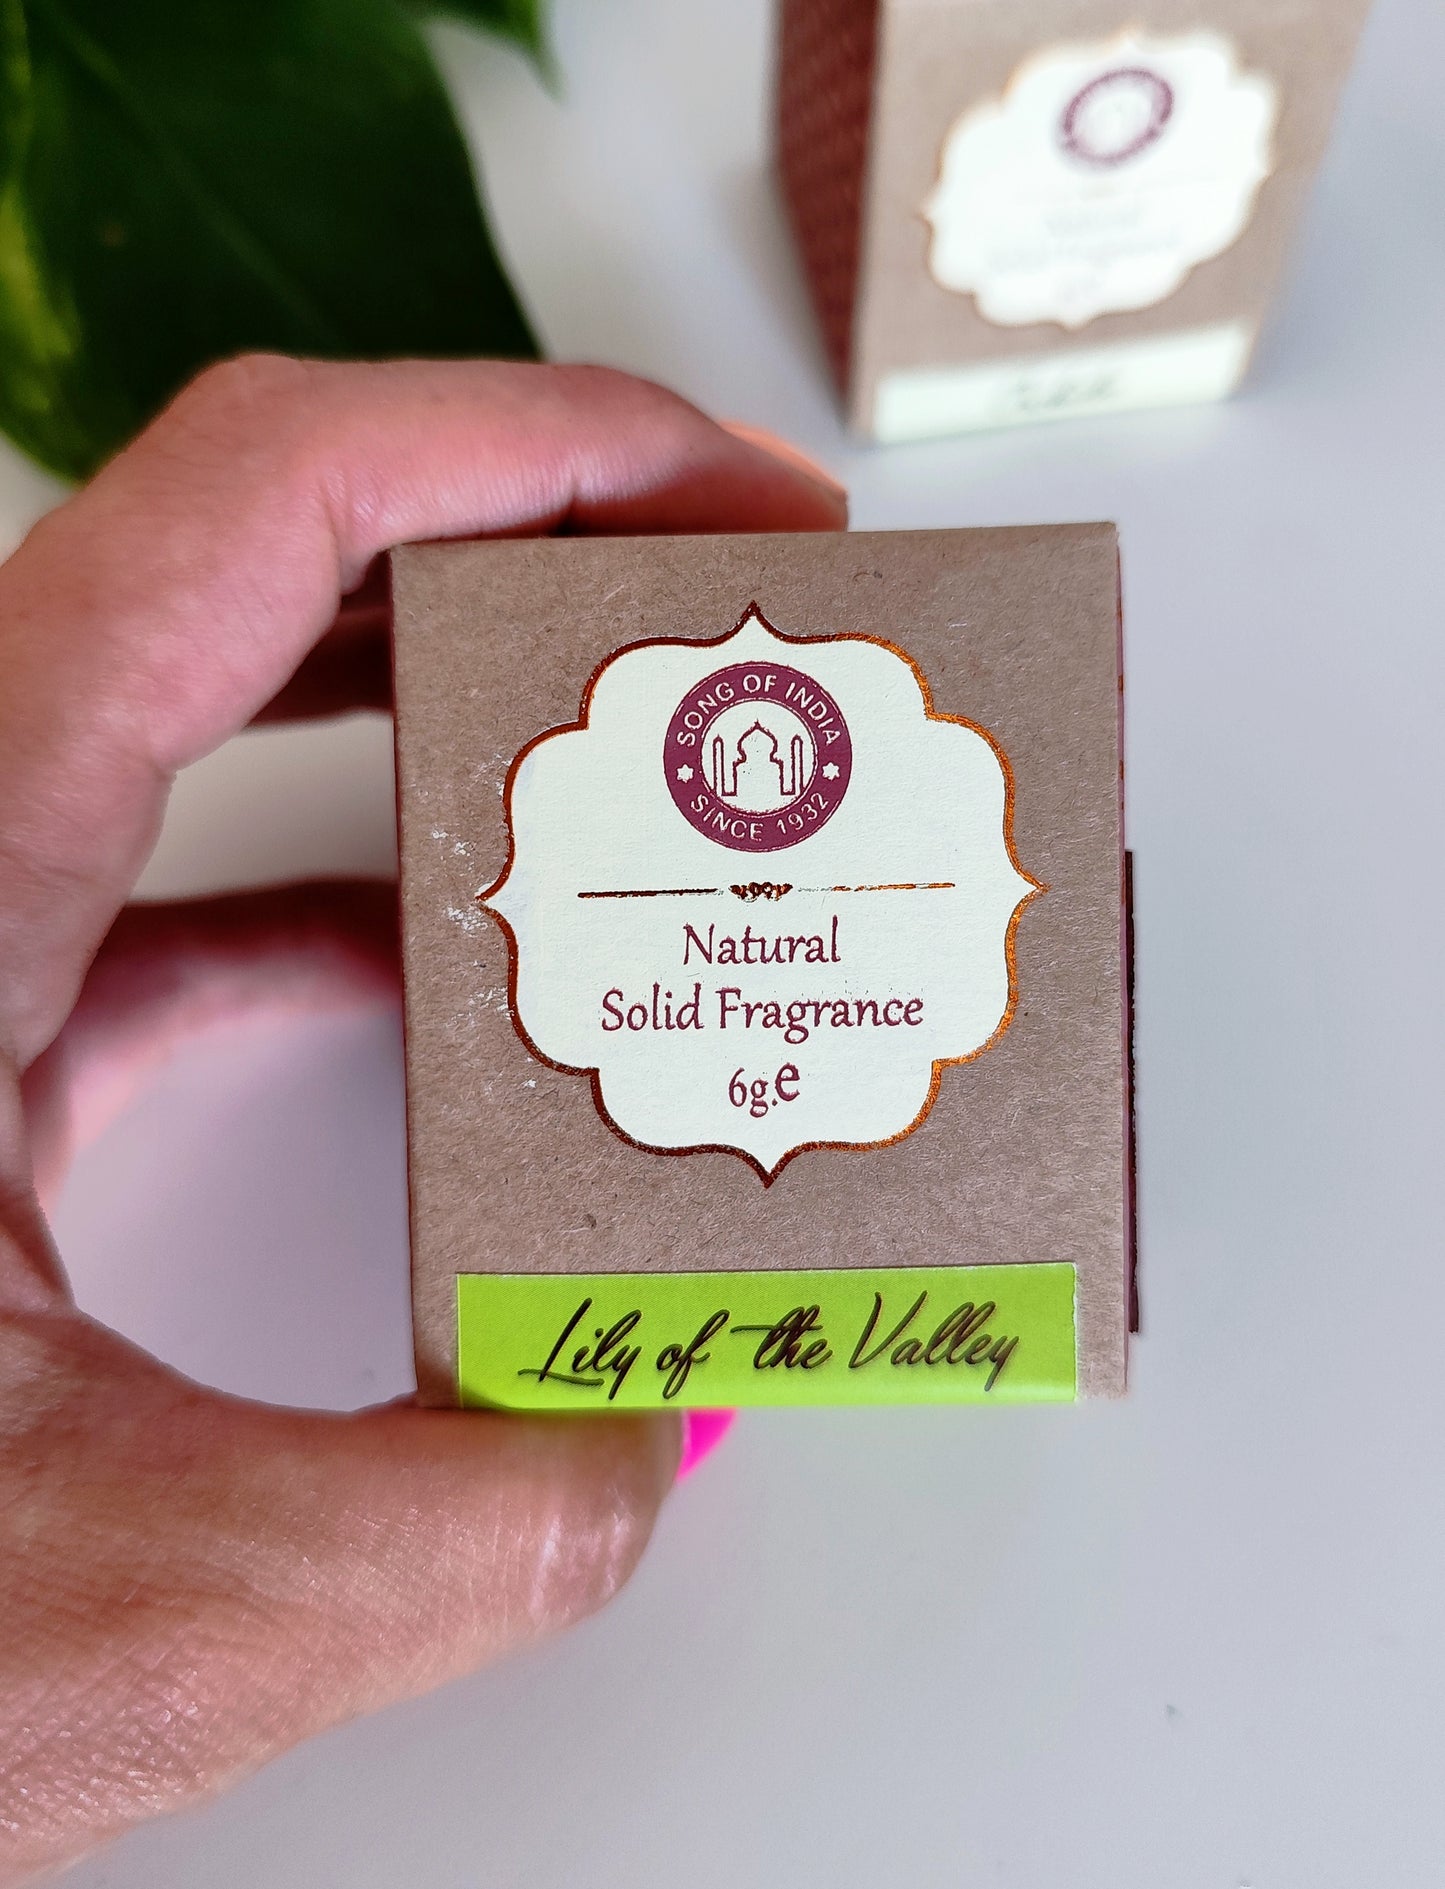 SONG OF INDIA
SINCE 1932
Natural
Solid Fragrance
6g.e
Lily of the Valley